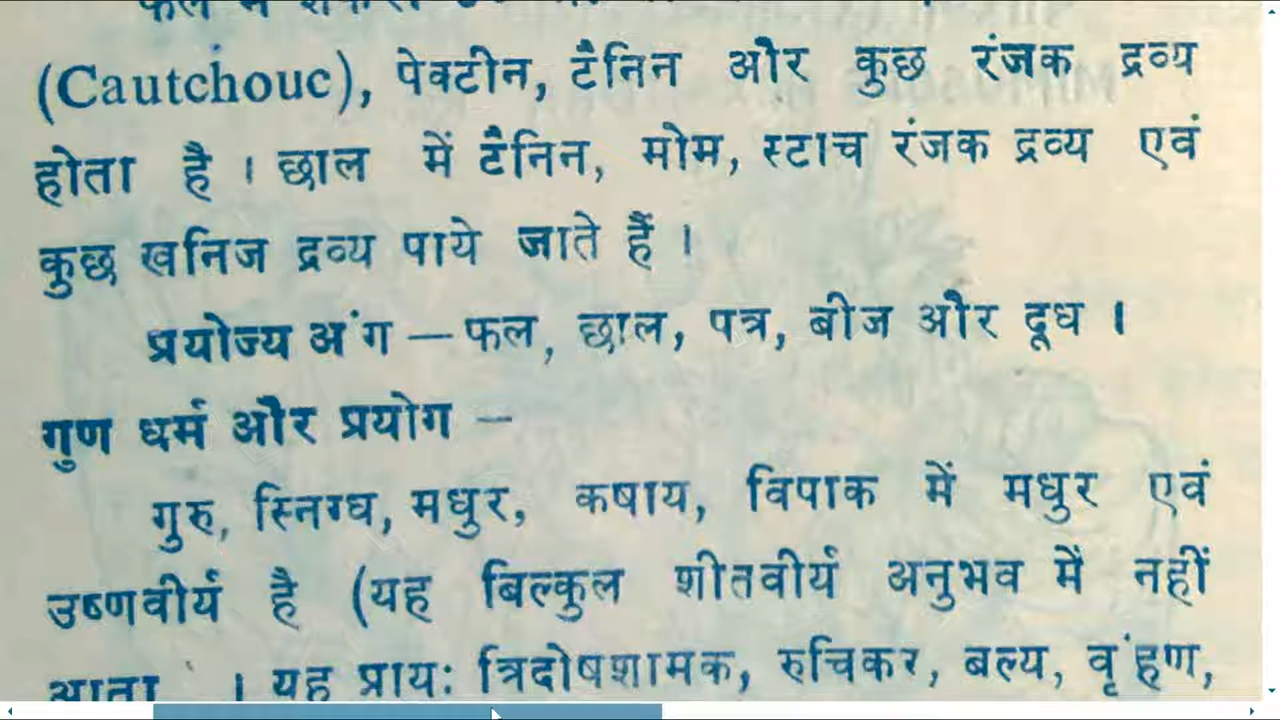 (Cautchouc), पेक्टीन, टैनिन और कुछ रंजक द्रव्य
होता है । छाल में टैनिन, मोम, स्टाच रंजक द्रव्य एवं
कुछ खनिज द्रव्य पाये जाते हैं ।
प्रयोज्य अंग — फल, छाल, पत्र, बीज और दूध ।
गुण धर्म और प्रयोग –
गुरु, स्निग्ध, मधुर, कषाय, विपाक में मधुर एवं
उष्णवीर्य है (यह बिल्कुल शीतवीर्य अनुभव में नहीं
आता । यह प्रायः त्रिदोषशामक, रुचिकर, बल्य, वृंहण,